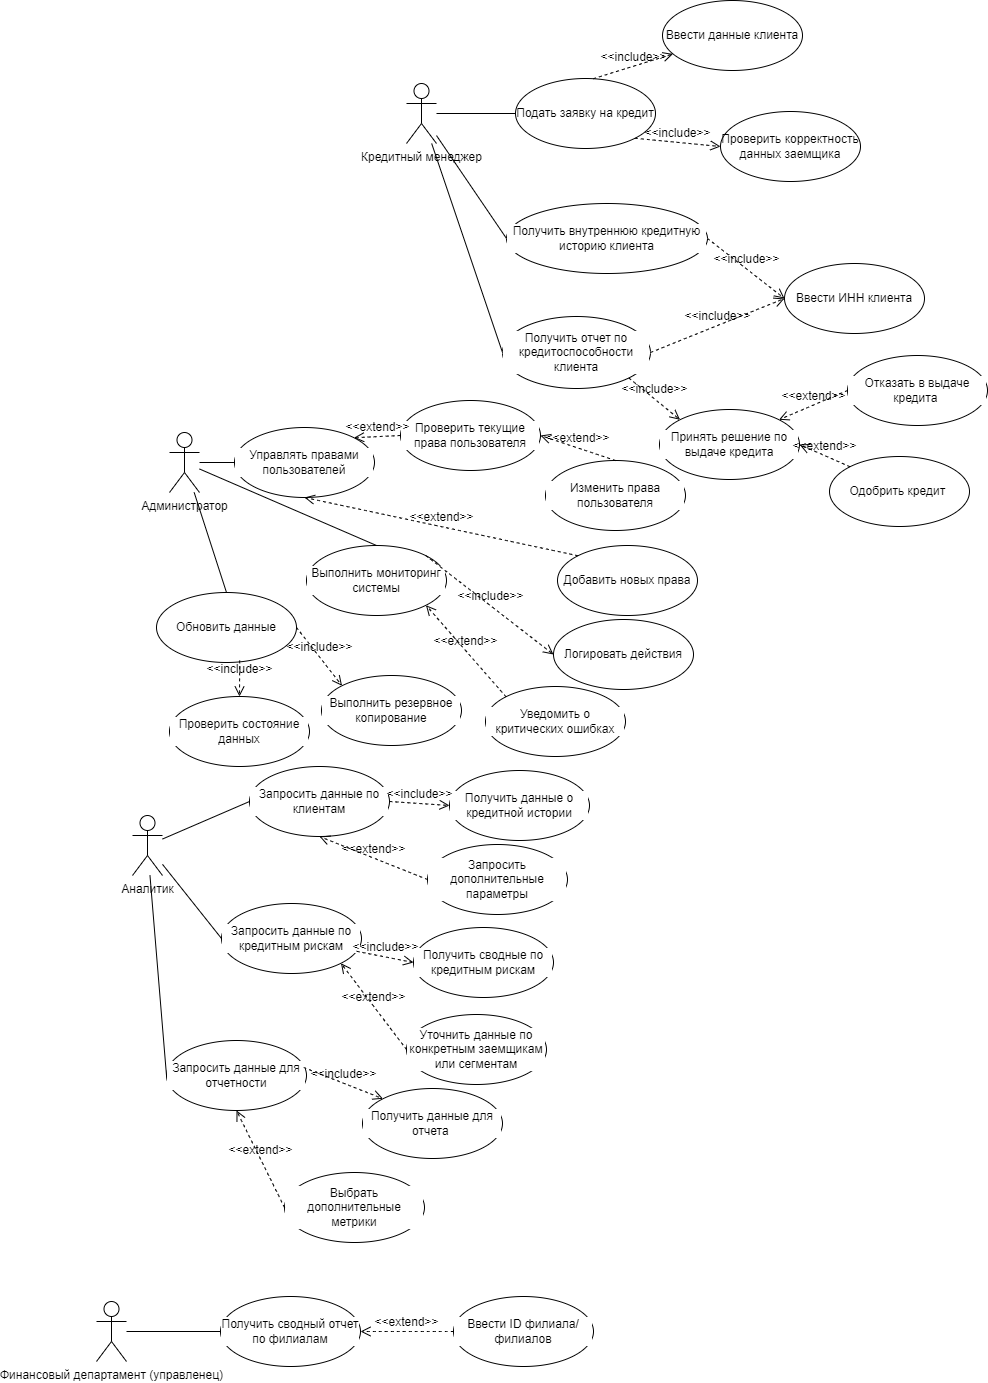 Ввести данные клиента
<<include>>
Подать заявку на кредит
<<include>>
Проверить корректность
данных заемщика
Кредитный менеджер
Получить внутреннюю кредитную
историю клиента
<<include>>
Ввести ИНН клиента
<<include>>
Получить отчет по
кредитоспособности
клиента
<<include>>
Отказать в выдаче
кредита
<<extend>>
Принять решение по
выдаче кредита
<<extend>>
Одобрить кредит
Управлять правами
пользователей
<<extend>>
Проверить текущие
права пользователя
<<extend>>
Изменить права
пользователя
Администратор
<<extend>>
Добавить новых права
Выполнить мониторинг
системы
<<include>>
Логировать действия
<<extend>>
Уведомить о
критических ошибках
Обновить данные
<<include>>
<<include>>
Выполнить резервное
копирование
Проверить состояние
данных
Запросить данные по
клиентам
<<include>>
Получить данные о
кредитной истории
<<extend>>
Запросить
дополнительные
параметры
Аналитик
Запросить данные по
кредитным рискам
<<include>>
Получить сводные по
кредитным рискам
<<extend>>
Уточнить данные по
конкретным заемщикам
или сегментам
Запросить данные для
отчетности
<<include>>
Получить данные для
отчета
<<extend>>
Выбрать
дополнительные
метрики
Получить сводный отчет
по филиалам
<<extend>>
Ввести ID филиала/
филиалов
Финансовый департамент (управленец)